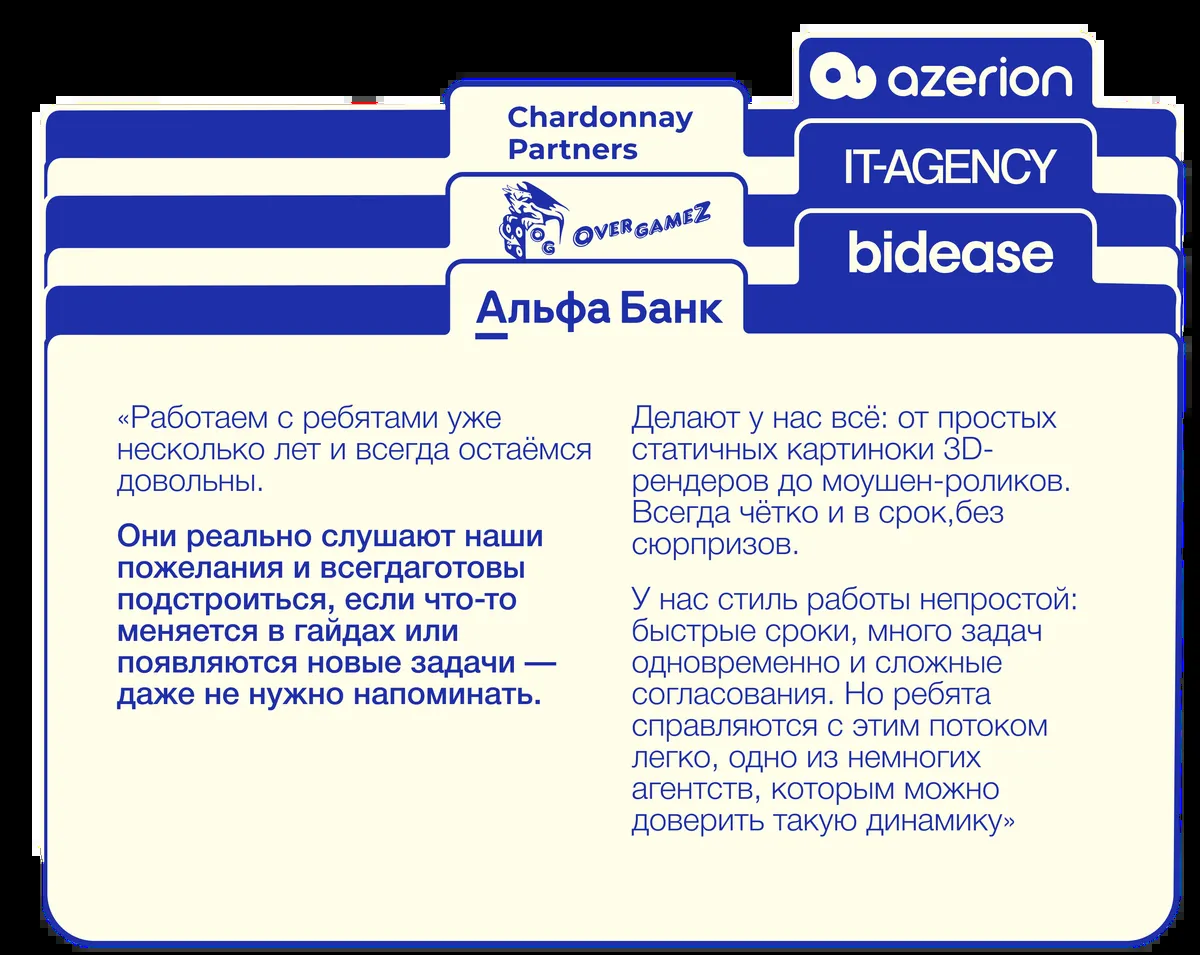 azerion
Chardonnay
Partners
IT-AGENCY
OG OVERGAMEZ
bidease
Альфа Банк
«Работаем с ребятами уже
несколько лет и всегда остаёмся
довольны.
Они реально слушают наши
пожелания и всегдаготовы
подстроиться, если что-то
меняется в гайдах или
появляются новые задачи —
даже не нужно напоминать.
Делают у нас всё: от простых
статичных картиноки 3D-
рендеров до моушен-роликов.
Всегда чётко и в срок,без
сюрпризов.
У нас стиль работы непростой:
быстрые сроки, много задач
одновременно и сложные
согласования. Но ребята
справляются с этим потоком
легко, одно из немногих
агентств, которым можно
доверить такую динамику»